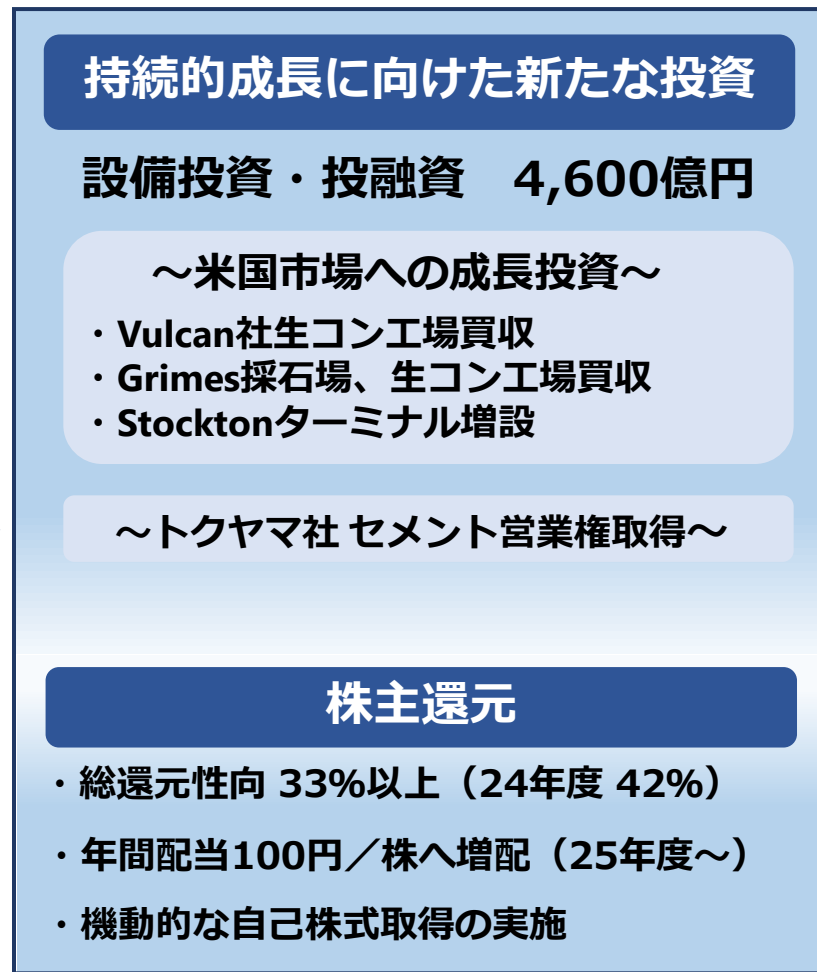 持続的成長に向けた新たな投資
設備投資・投融資　4,600億円
～米国市場への成長投資～
・Vulcan社生コン工場買収
・Grimes採石場、生コン工場買収
・Stocktonターミナル増設
～トクヤマ社 セメント営業権取得～
株主還元
・総還元性向 33%以上（24年度 42%）
・年間配当100円／株へ増配（25年度～）
・機動的な自己株式取得の実施